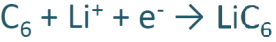 C₆ + Li⁺ + e⁻ → LiC₆